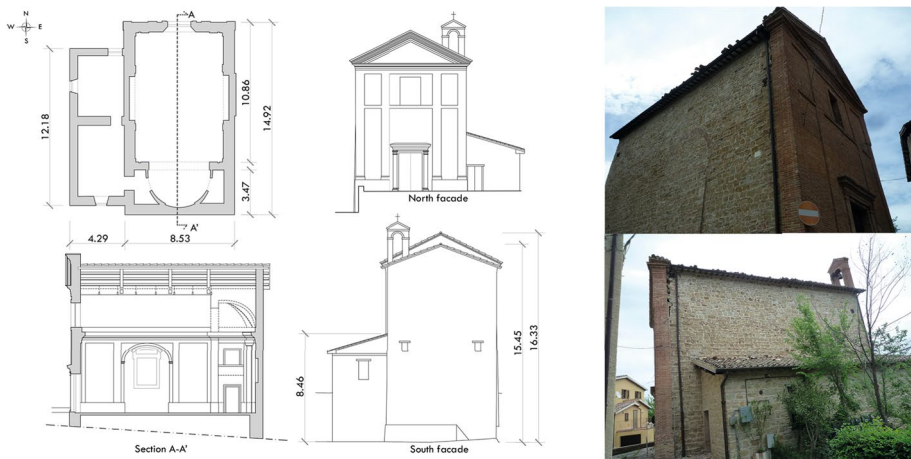 N
W E
S
A
12.18
10.86
14.92
3.47
A'
4.29 8.53
North facade
8.46
15.45
16.33
Section A-A'
South facade